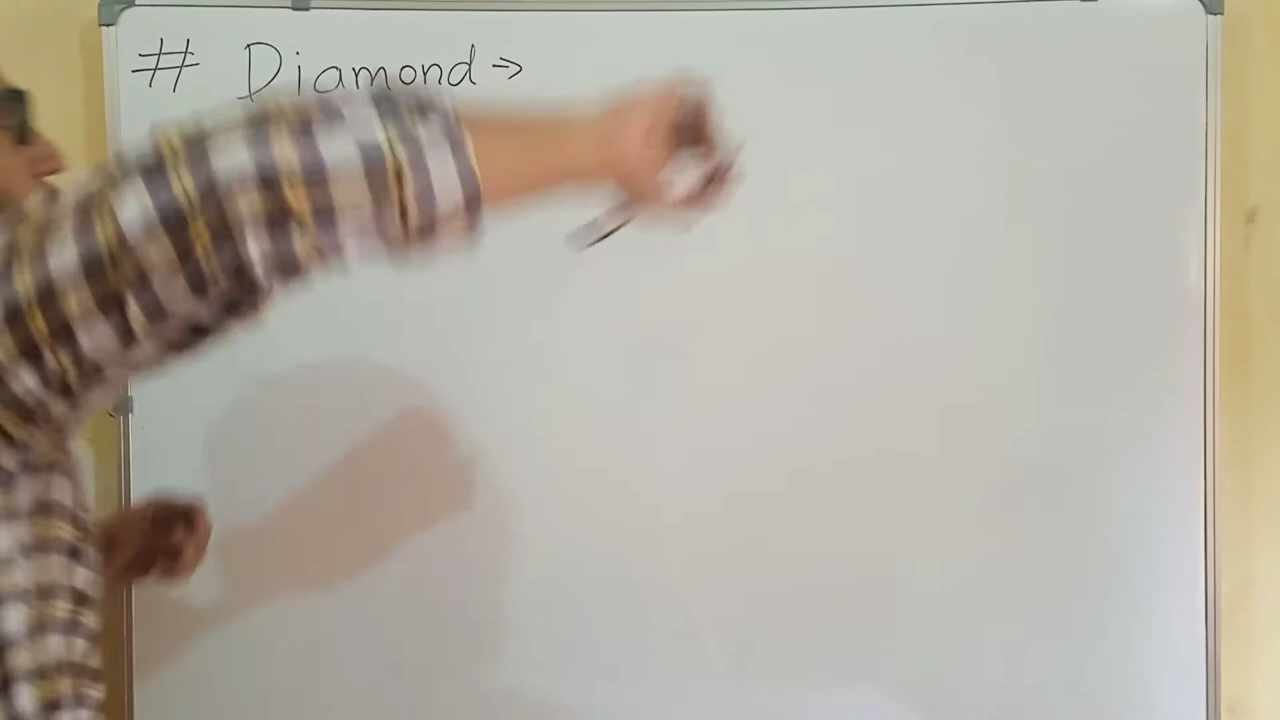 # Diamond →